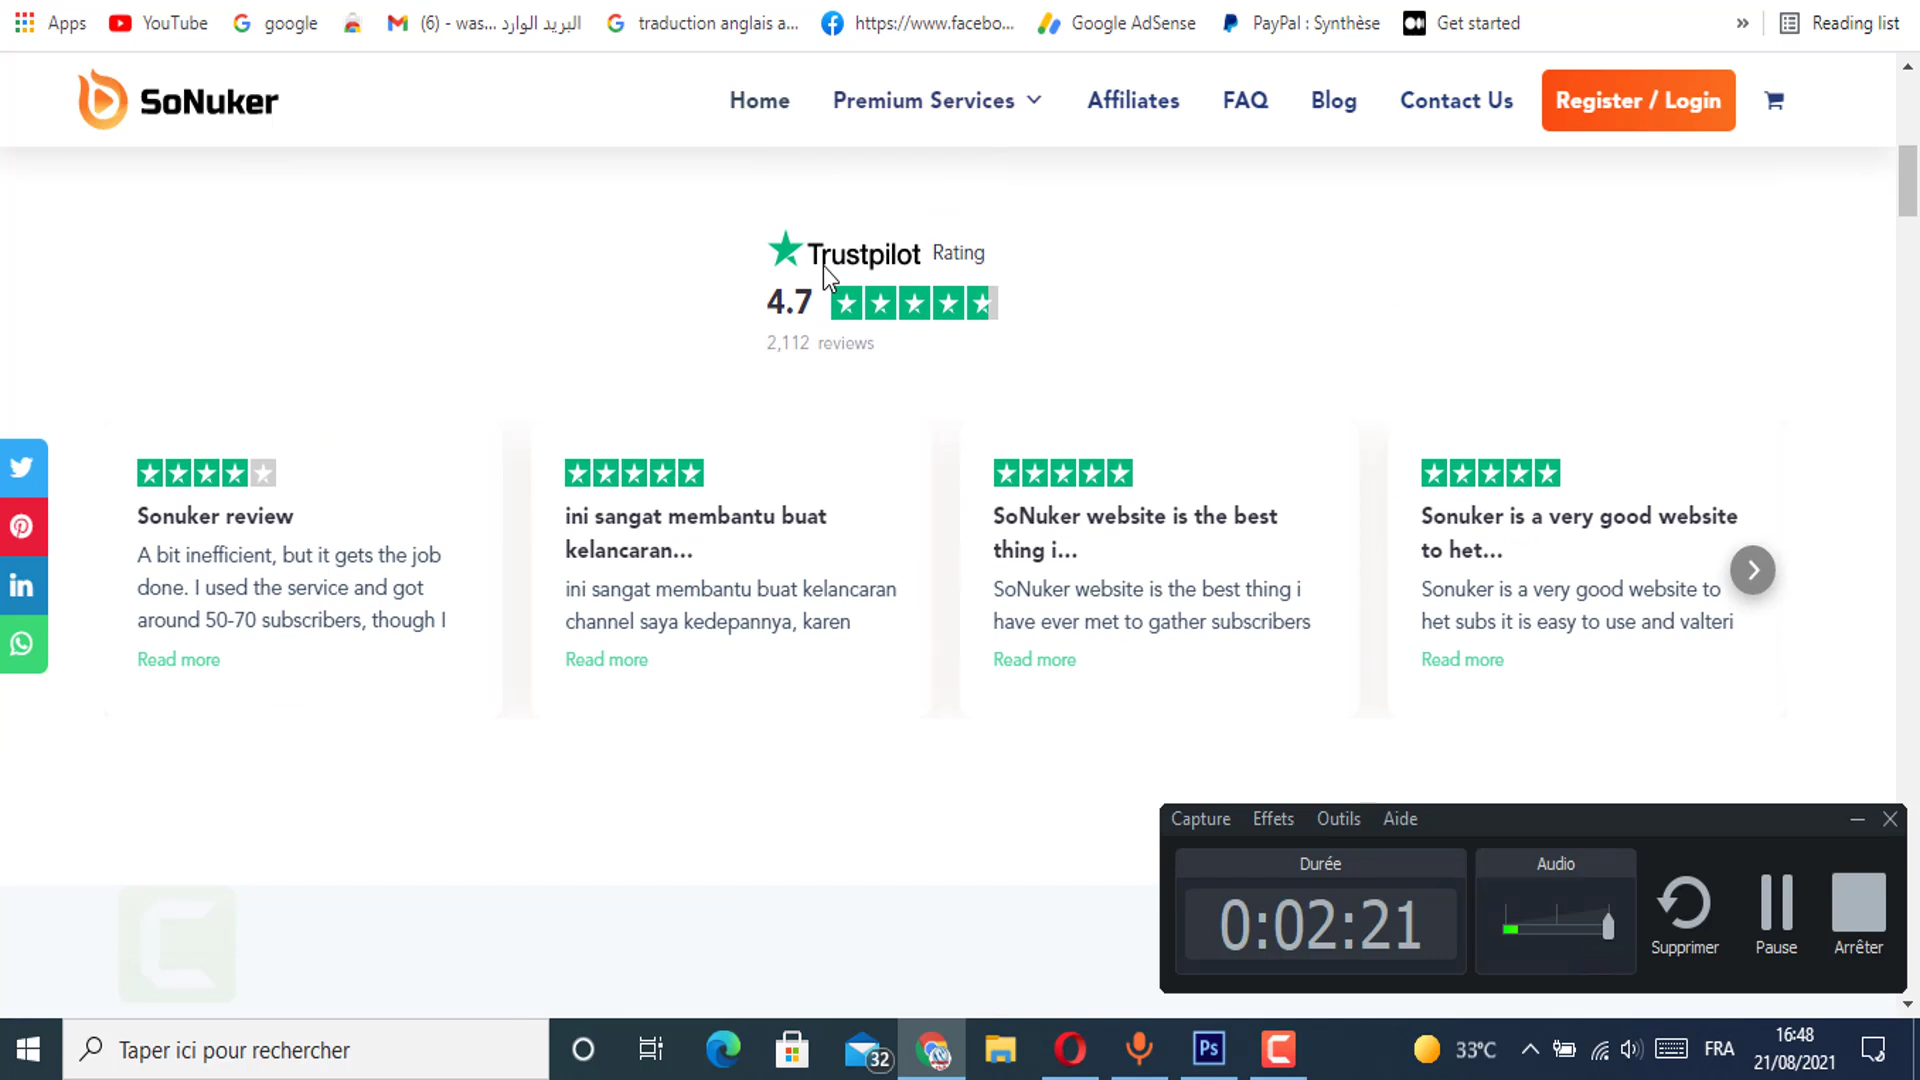 Apps YouTube google (6) - was... البريد الوارد traduction anglais a... https://www.facebo... Google AdSense PayPal : Synthèse Get started » Reading list
SoNuker Home Premium Services Affiliates FAQ Blog Contact Us Register / Login
Trustpilot Rating
4.7
2,112 reviews
Sonuker review
A bit inefficient, but it gets the job
done. I used the service and got
around 50-70 subscribers, though I
Read more
ini sangat membantu buat
kelancaran...
ini sangat membantu buat kelancaran
channel saya kedepannya, karen
Read more
SoNuker website is the best
thing i...
SoNuker website is the best thing i
have ever met to gather subscribers
Read more
Sonuker is a very good website
to het...
Sonuker is a very good website to
het subs it is easy to use and valteri
Read more
Capture Effets Outils Aide
Durée Audio
0:02:21
Supprimer Pause Arrêter
Taper ici pour rechercher
32
Ps
33°C
FRA
16:48
21/08/2021